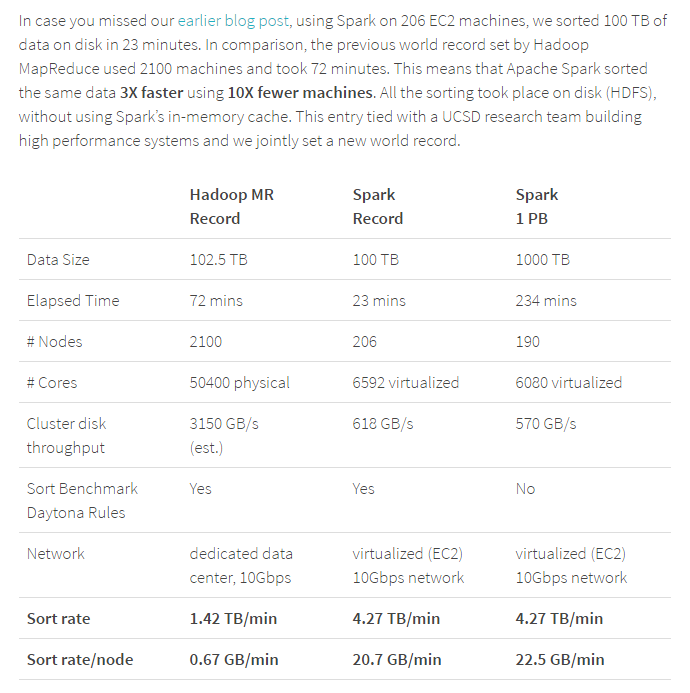 In case you missed our earlier blog post, using Spark on 206 EC2 machines, we sorted 100 TB of
data on disk in 23 minutes. In comparison, the previous world record set by Hadoop
MapReduce used 2100 machines and took 72 minutes. This means that Apache Spark sorted
the same data 3X faster using 10X fewer machines. All the sorting took place on disk (HDFS),
without using Spark's in-memory cache. This entry tied with a UCSD research team building
high performance systems and we jointly set a new world record.
Hadoop MR Spark Spark
Record Record 1 PB
Data Size 102.5 TB 100 TB 1000 TB
Elapsed Time 72 mins 23 mins 234 mins
# Nodes 2100 206 190
# Cores 50400 physical 6592 virtualized 6080 virtualized
Cluster disk 3150 GB/s 618 GB/s 570 GB/s
throughput (est.)
Sort Benchmark Yes Yes No
Daytona Rules
Network dedicated data virtualized (EC2) virtualized (EC2)
center, 10Gbps 10Gbps network 10Gbps network
Sort rate 1.42 TB/min 4.27 TB/min 4.27 TB/min
Sort rate/node 0.67 GB/min 20.7 GB/min 22.5 GB/min